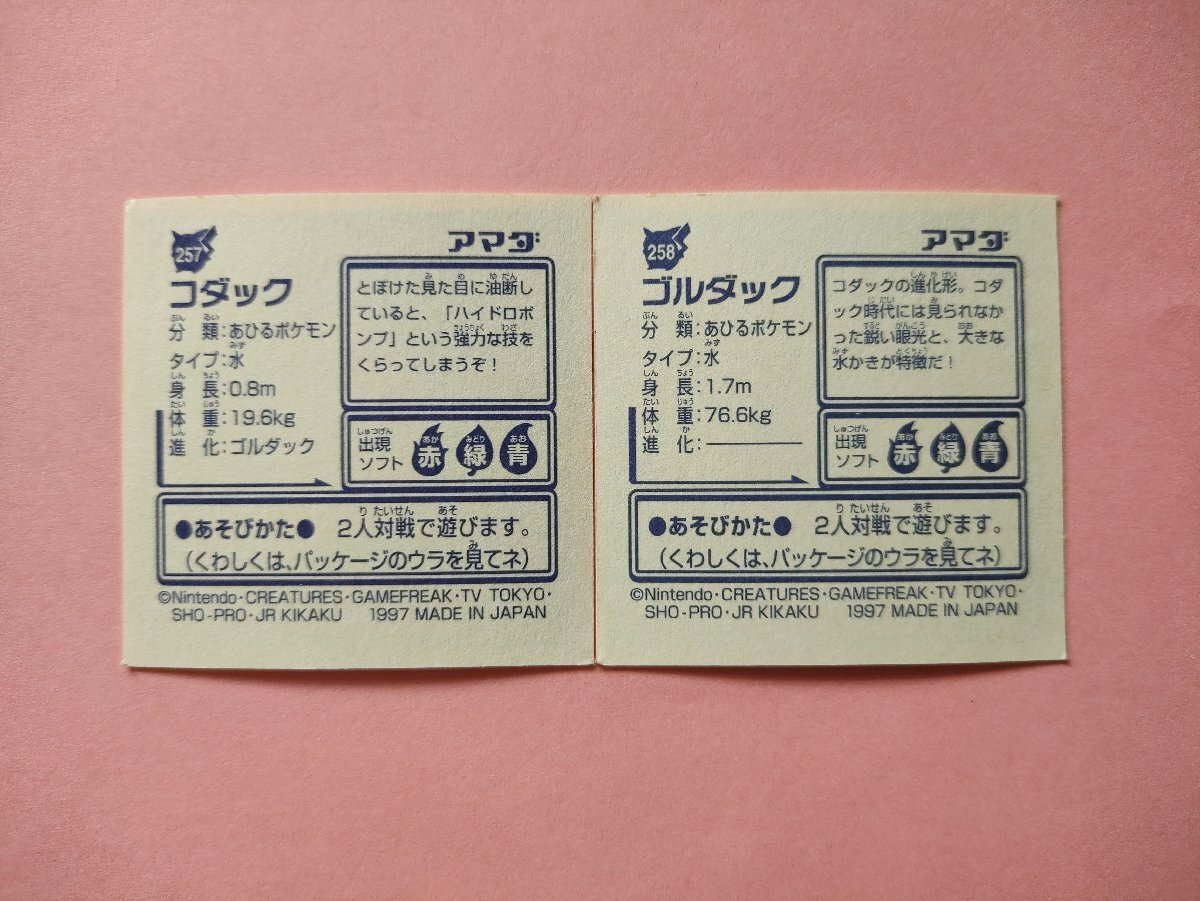 257
アマダ
コダック
分類:あひるポケモン
タイプ:水
身長:0.8m
体重:19.6kg
進化:ゴルダック
とぼけた見た目に油断し
ていると、「ハイドロポ
ンプ」という強力な技を
くらってしまうぞ!
出現
ソフト
赤 緑 青
●あそびかた● 2人対戦で遊びます。
(くわしくは、パッケージのウラを見てネ)
©Nintendo・CREATURES・GAMEFREAK・TV TOKYO・
SHO-PRO・JR KIKAKU 1997 MADE IN JAPAN
258
アマダ
ゴルダック
分類:あひるポケモン
タイプ:水
身長:1.7m
体重:76.6kg
進化:————
コダックの進化形。コダ
ック時代には見られなか
った鋭い眼光と、大きな
水かきが特徴だ!
出現
ソフト
赤 緑 青
●あそびかた● 2人対戦で遊びます。
(くわしくは、パッケージのウラを見てネ)
©Nintendo・CREATURES・GAMEFREAK・TV TOKYO・
SHO-PRO・JR KIKAKU 1997 MADE IN JAPAN